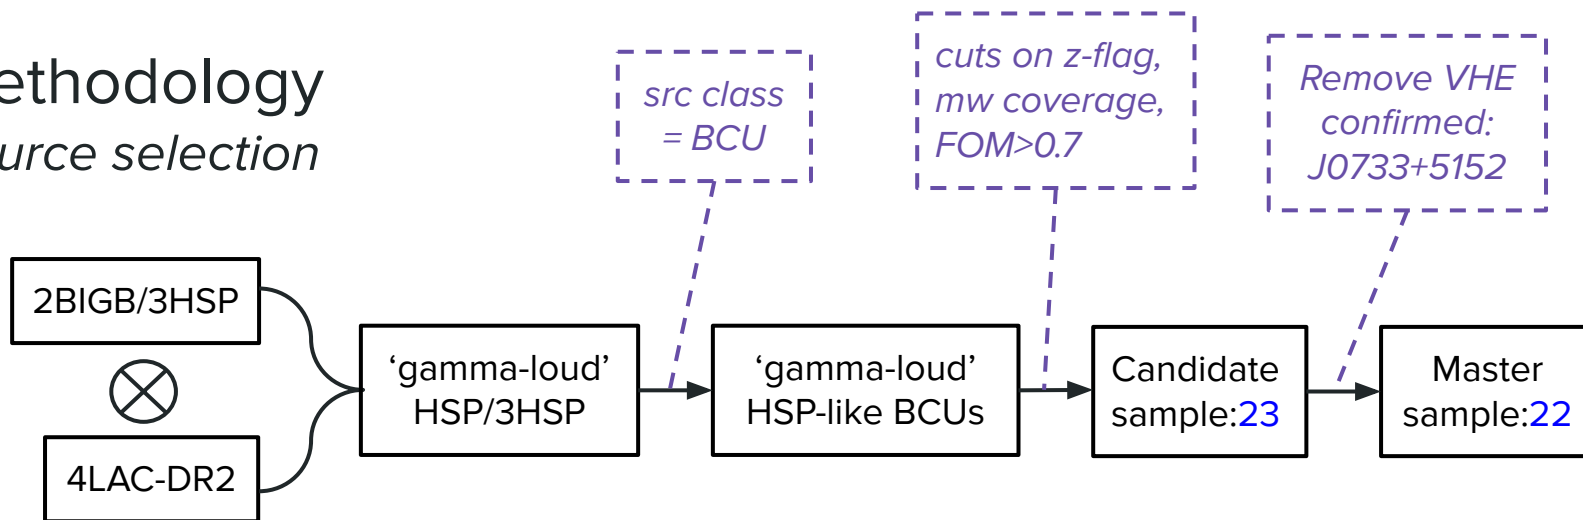 ethodology
urce selection
src class
= BCU
cuts on z-flag,
mw coverage,
FOM>0.7
Remove VHE
confirmed:
J0733+5152
2BIGB/3HSP
4LAC-DR2
‘gamma-loud’
HSP/3HSP
‘gamma-loud’
HSP-like BCUs
Candidate
sample:23
Master
sample:22